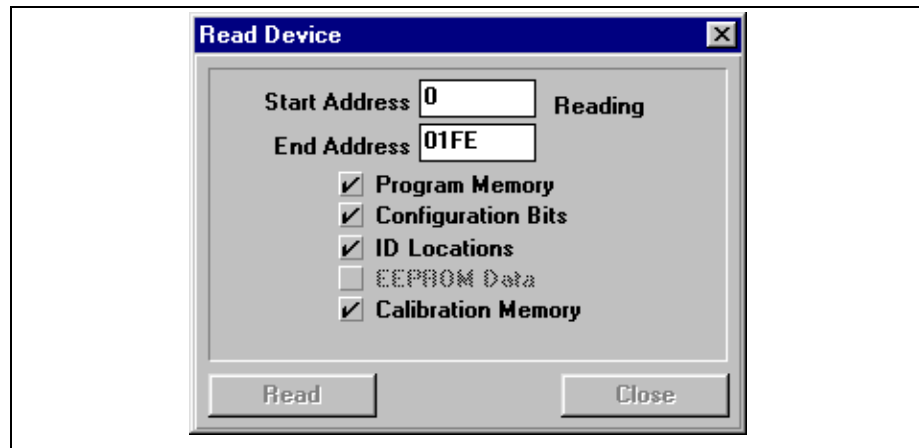 Read Device
Start Address 0 Reading
End Address 01FE
Program Memory
Configuration Bits
ID Locations
EEPROM Data
Calibration Memory
Read Close